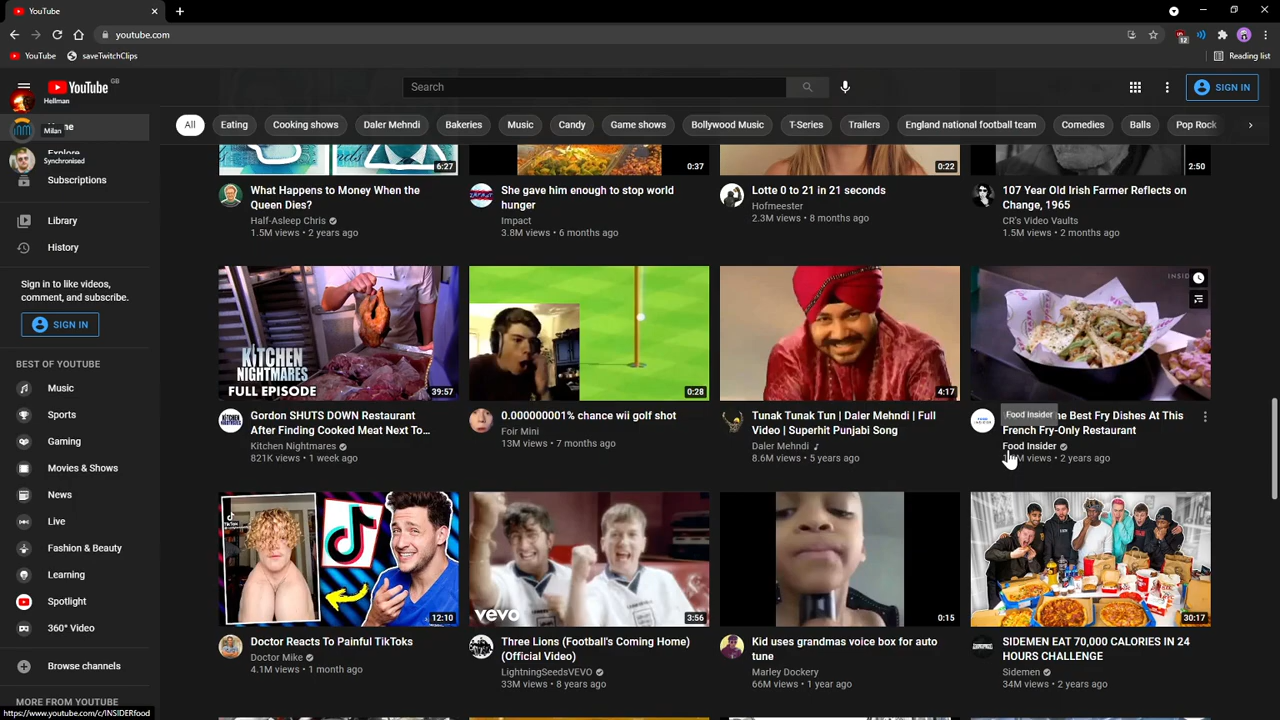 YouTube
youtube.com
YouTube
saveTwitchClips
12
Reading list
YouTube GB
Hellman
Milan
Synchronised
Search
SIGN IN
All
Eating
Cooking shows
Daler Mehndi
Bakeries
Music
Candy
Game shows
Bollywood Music
T-Series
Trailers
England national football team
Comedies
Balls
Pop Rock
Subscriptions
Library
History
Sign in to like videos,
comment, and subscribe.
SIGN IN
BEST OF YOUTUBE
Music
Sports
Gaming
Movies & Shows
News
Live
Fashion & Beauty
Learning
Spotlight
360° Video
Browse channels
MORE FROM YOUTUBE
https://www.youtube.com/c/INSIDERfood
6:27
What Happens to Money When the
Queen Dies?
Half-Asleep Chris
1.5M views • 2 years ago
0:37
She gave him enough to stop world
hunger
Impact
3.8M views • 6 months ago
0:22
Lotte 0 to 21 in 21 seconds
Hofmeester
2.3M views • 8 months ago
2:50
107 Year Old Irish Farmer Reflects on
Change, 1965
CR's Video Vaults
1.5M views • 2 months ago
KITCHEN
NIGHTMARES
FULL EPISODE
39:57
Gordon SHUTS DOWN Restaurant
After Finding Cooked Meat Next To...
Kitchen Nightmares
821K views • 1 week ago
0:28
0.000000001% chance wii golf shot
Foir Mini
13M views • 7 months ago
4:17
Tunak Tunak Tun | Daler Mehndi | Full
Video | Superhit Punjabi Song
Daler Mehndi
8.6M views • 5 years ago
Food Insider
Best Fry Dishes At This
French Fry-Only Restaurant
Food Insider
views • 2 years ago
TikTok
12:10
Doctor Reacts To Painful TikToks
Doctor Mike
4.1M views • 1 month ago
vevo
3:56
Three Lions (Football's Coming Home)
(Official Video)
LightningSeedsVEVO
33M views • 8 years ago
0:15
Kid uses grandmas voice box for auto
tune
Marley Dockery
66M views • 1 year ago
30:17
SIDEMEN EAT 70,000 CALORIES IN 24
HOURS CHALLENGE
Sidemen
34M views • 2 years ago